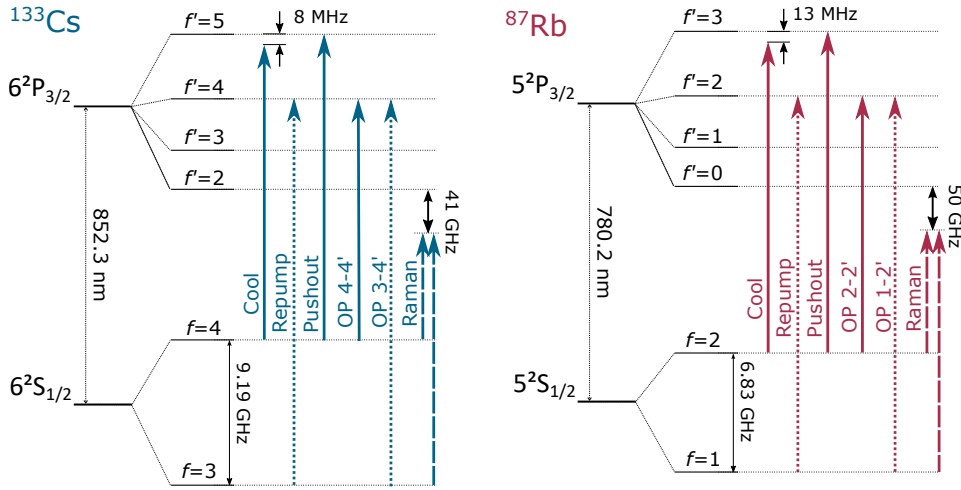 ¹³³Cs
6²P₃/₂
f'=5
f'=4
f'=3
f'=2
8 MHz
41 GHz
852.3 nm
Cool
Repump
Pushout
OP 4-4'
OP 3-4'
Raman
f=4
9.19 GHz
6²S₁/₂
f=3
⁸⁷Rb
5²P₃/₂
f'=3
f'=2
f'=1
f'=0
13 MHz
50 GHz
780.2 nm
Cool
Repump
Pushout
OP 2-2'
OP 1-2'
Raman
f=2
6.83 GHz
5²S₁/₂
f=1